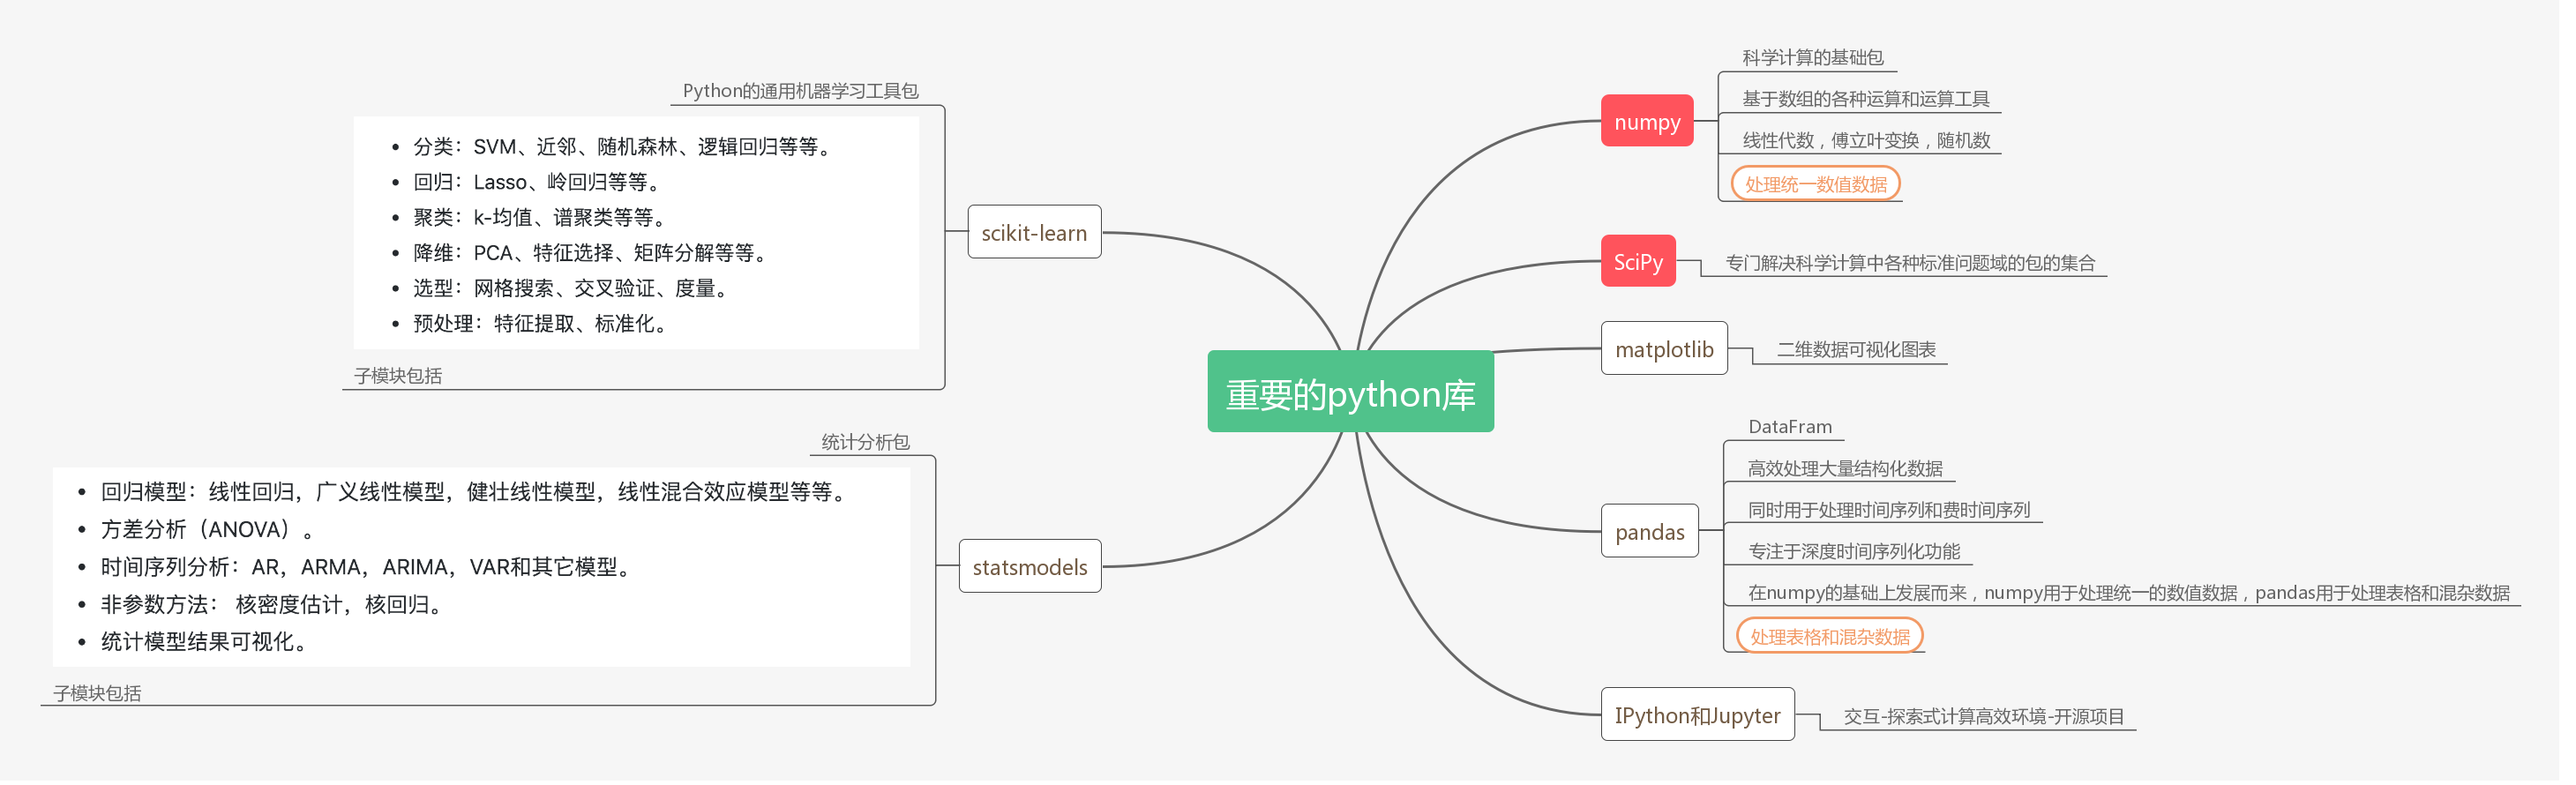 重要的python库
numpy
科学计算的基础包
基于数组的各种运算和运算工具
线性代数，傅立叶变换，随机数
处理统一数值数据
SciPy
专门解决科学计算中各种标准问题域的包的集合
matplotlib
二维数据可视化图表
pandas
DataFram
高效处理大量结构化数据
同时用于处理时间序列和费时间序列
专注于深度时间序列化功能
在numpy的基础上发展而来，numpy用于处理统一的数值数据，pandas用于处理表格和混杂数据
处理表格和混杂数据
IPython和Jupyter
交互-探索式计算高效环境-开源项目
scikit-learn
Python的通用机器学习工具包
• 分类：SVM、近邻、随机森林、逻辑回归等等。
• 回归：Lasso、岭回归等等。
• 聚类：k-均值、谱聚类等等。
• 降维：PCA、特征选择、矩阵分解等等。
• 选型：网格搜索、交叉验证、度量。
• 预处理：特征提取、标准化。
子模块包括
statsmodels
统计分析包
• 回归模型：线性回归，广义线性模型，健壮线性模型，线性混合效应模型等等。
• 方差分析（ANOVA）。
• 时间序列分析：AR，ARMA，ARIMA，VAR和其它模型。
• 非参数方法： 核密度估计，核回归。
• 统计模型结果可视化。
子模块包括